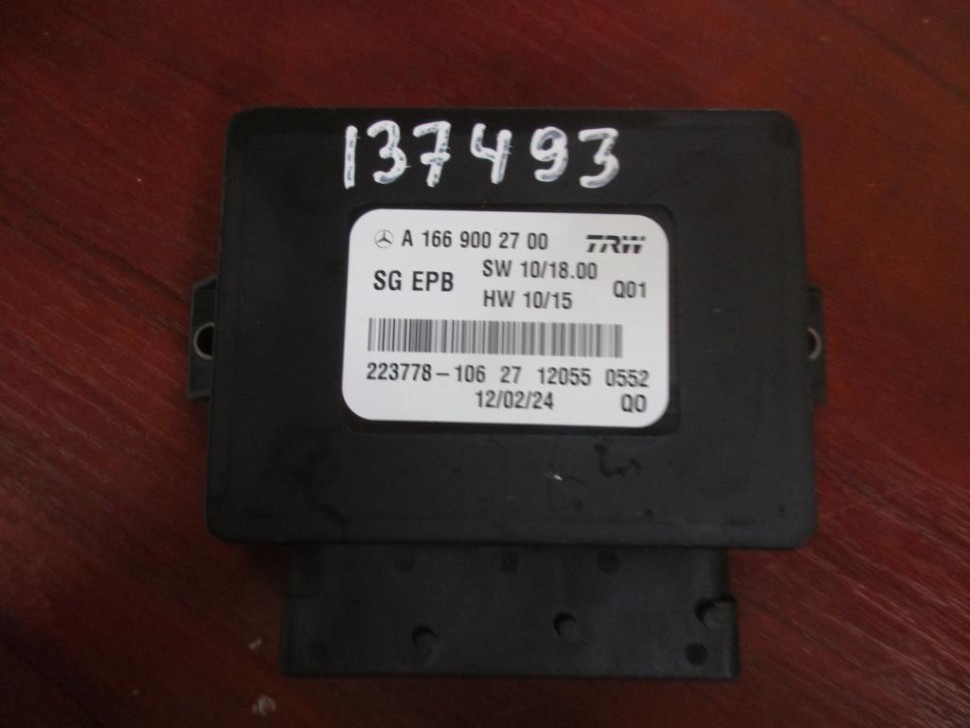 137493
A 166 900 27 00 TRW
SG EPB SW 10/18.00 Q01
HW 10/15
223778-106 27 12055 0552
12/02/24 Q0